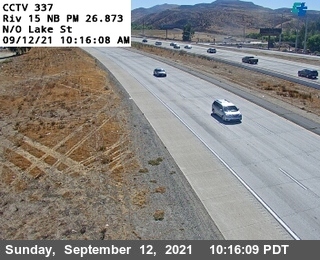 CCTV 337
Riv 15 NB PM 26.873
N/O Lake St
09/12/21 10:16:08 AM
Sunday, September 12, 2021 10:16:09 PDT